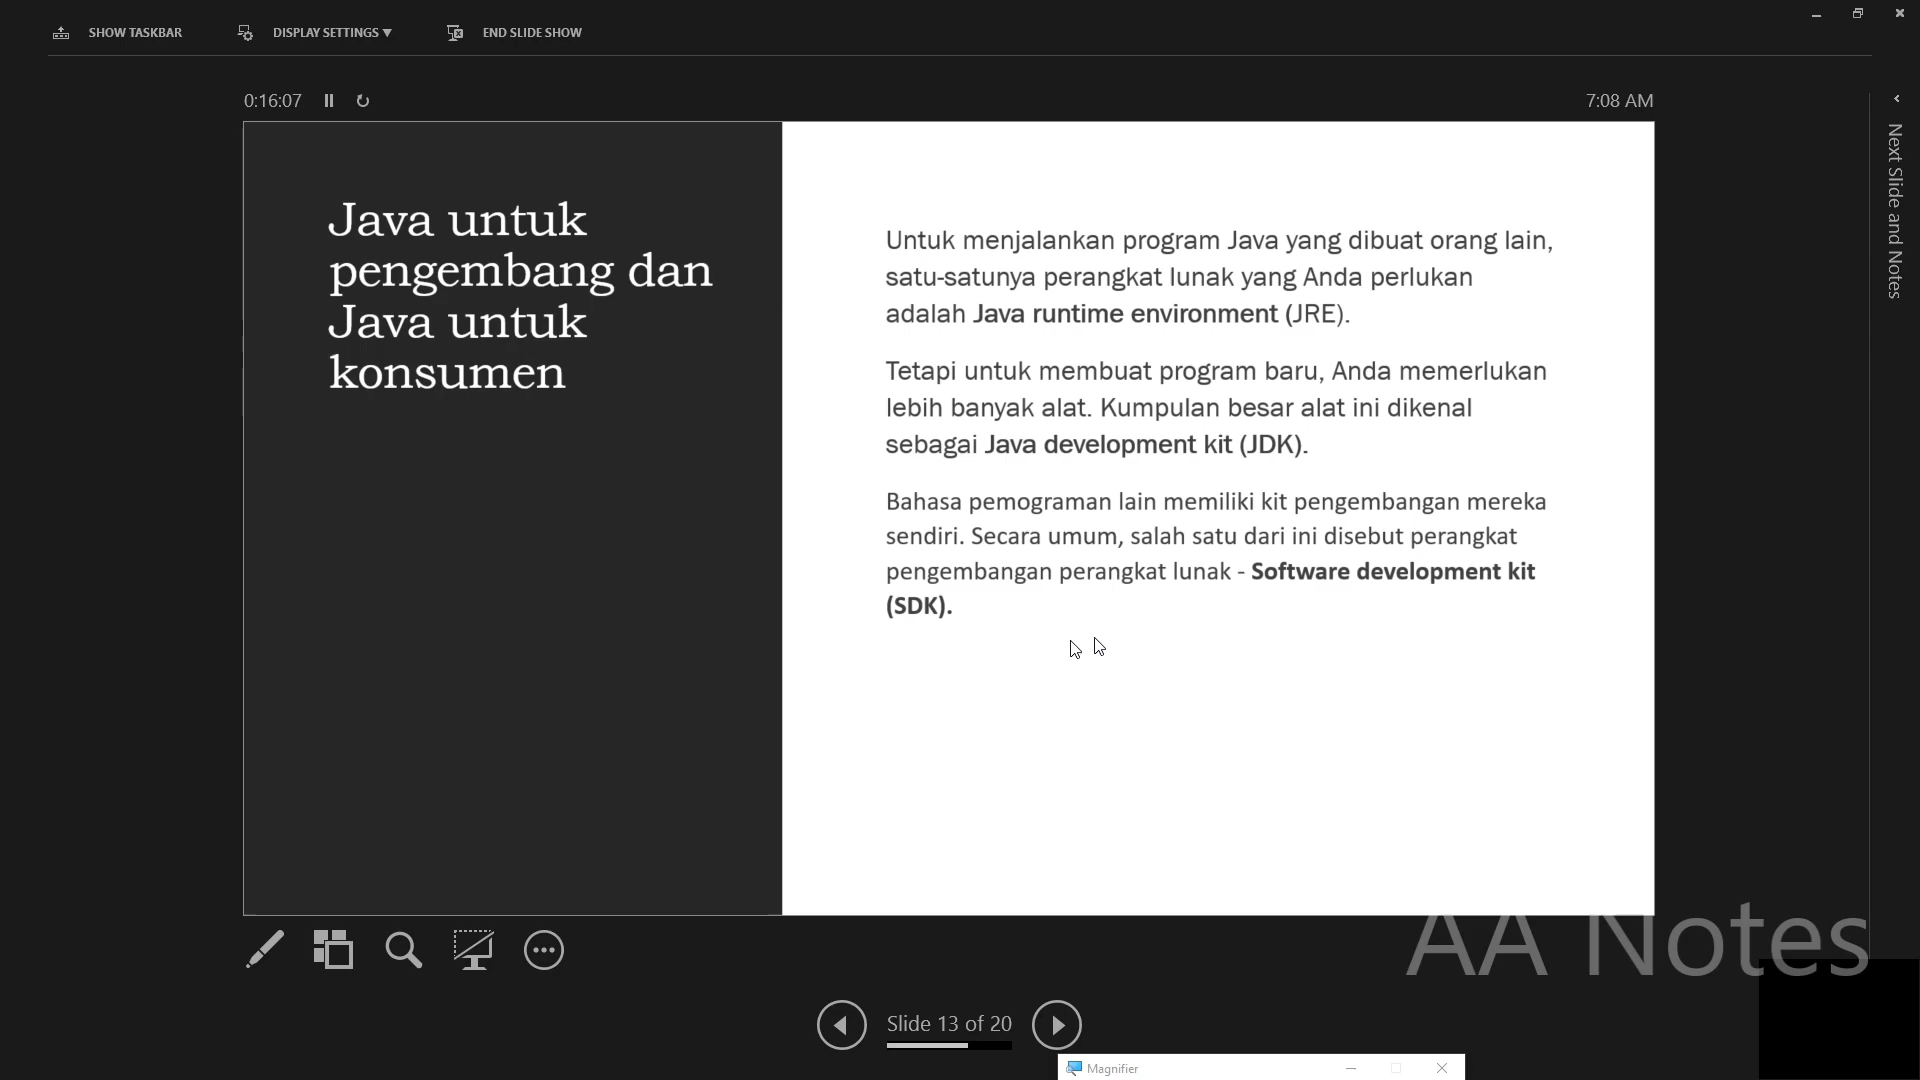 SHOW TASKBAR
DISPLAY SETTINGS ▼
END SLIDE SHOW
0:16:07
7:08 AM
Next Slide and Notes
Java untuk
pengembang dan
Java untuk
konsumen
Untuk menjalankan program Java yang dibuat orang lain,
satu-satunya perangkat lunak yang Anda perlukan
adalah Java runtime environment (JRE).
Tetapi untuk membuat program baru, Anda memerlukan
lebih banyak alat. Kumpulan besar alat ini dikenal
sebagai Java development kit (JDK).
Bahasa pemograman lain memiliki kit pengembangan mereka
sendiri. Secara umum, salah satu dari ini disebut perangkat
pengembangan perangkat lunak - Software development kit
(SDK).
AA Notes
Slide 13 of 20
Magnifier